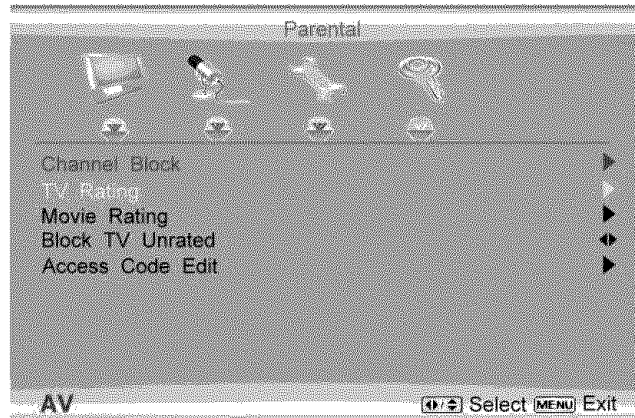 Parental
Channel Block
TV Rating
Movie Rating
Block TV Unrated
Access Code Edit
AV Select MENU Exit